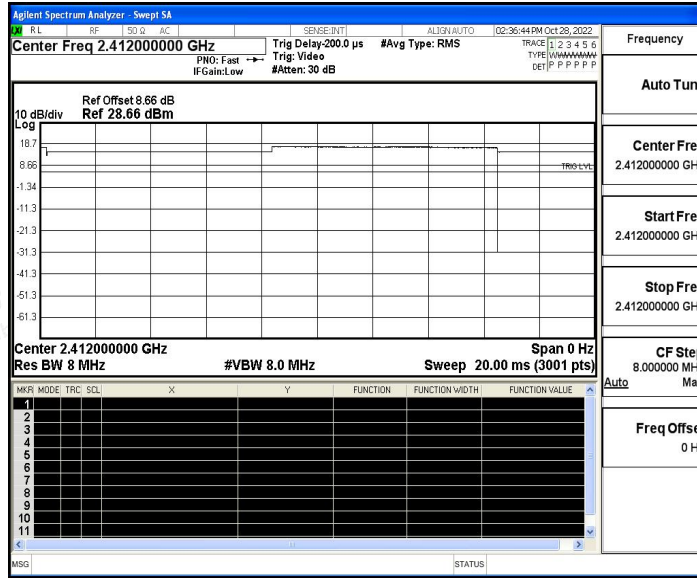 Agilent Spectrum Analyzer - Swept SA
LXI RL RF 50 Ω AC SENSE:INT ALIGN AUTO 02:36:44 PM Oct 28, 2022
Center Freq 2.412000000 GHz
PNO: Fast
IFGain:Low
Trig Delay-200.0 µs
Trig: Video
#Atten: 30 dB
#Avg Type: RMS
TRACE 1 2 3 4 5 6
TYPE WWWWWW
DET P P P P P P
Frequency
Ref Offset 8.66 dB
10 dB/div Ref 28.66 dBm
Log
18.7
8.66
-1.34
-11.3
-21.3
-31.3
-41.3
-51.3
-61.3
TRIG LVL
Center 2.412000000 GHz Span 0 Hz
Res BW 8 MHz #VBW 8.0 MHz Sweep 20.00 ms (3001 pts)
MKR MODE TRC SCL X Y FUNCTION FUNCTION WIDTH FUNCTION VALUE
1
2
3
4
5
6
7
8
9
10
11
MSG STATUS
Auto Tun
Center Fre
2.412000000 GH
Start Fre
2.412000000 GH
Stop Fre
2.412000000 GH
CF Ste
8.000000 MH
Auto Ma
Freq Offse
0 H